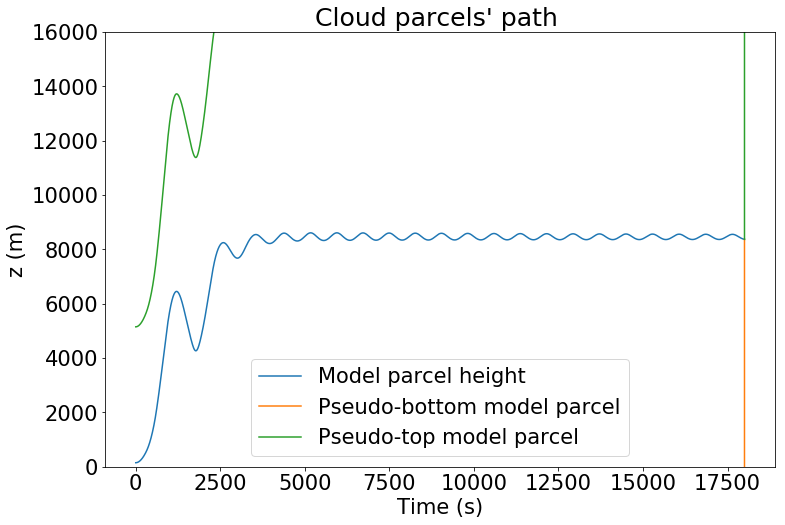 Cloud parcels' path
16000
14000
12000
10000
8000
6000
4000
2000
0
z (m)
Model parcel height
Pseudo-bottom model parcel
Pseudo-top model parcel
0 2500 5000 7500 10000 12500 15000 17500
Time (s)